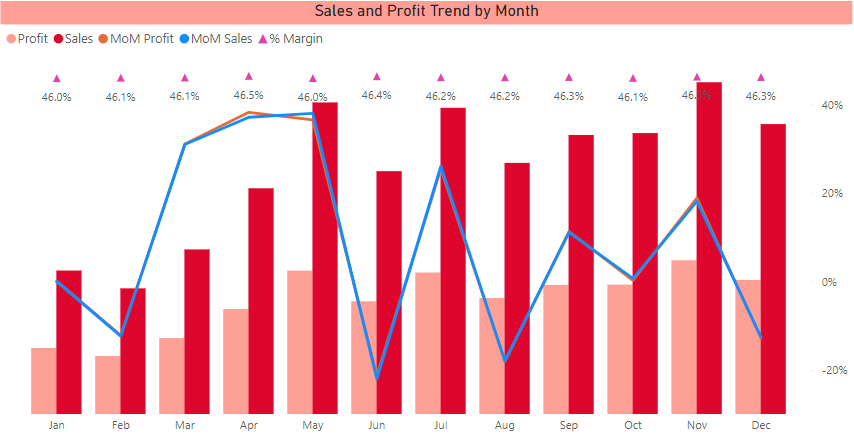 Sales and Profit Trend by Month
Profit Sales MoM Profit MoM Sales % Margin
46.0% 46.1% 46.1% 46.5% 46.0% 46.4% 46.2% 46.2% 46.3% 46.1% 46.3%
40%
20%
0%
-20%
Jan Feb Mar Apr May Jun Jul Aug Sep Oct Nov Dec